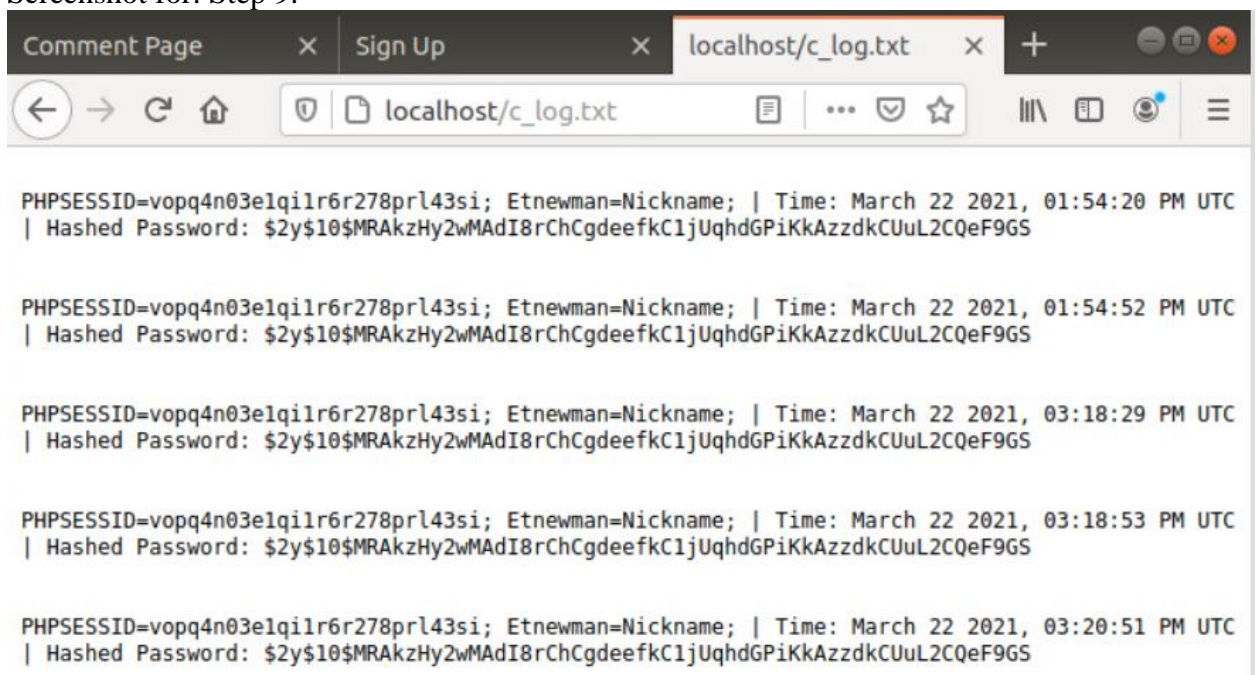 Screenshot for: Step 9.
Comment Page
Sign Up
localhost/c_log.txt
localhost/c_log.txt
PHPSESSID=vopq4n03e1qi1r6r278prl43si; Etnewman=Nickname; | Time: March 22 2021, 01:54:20 PM UTC
| Hashed Password: $2y$10$MRAkzHy2wMAdI8rChCgdeefkC1jUqhdGPiKkAzzdkCUuL2CQeF9GS
PHPSESSID=vopq4n03e1qi1r6r278prl43si; Etnewman=Nickname; | Time: March 22 2021, 01:54:52 PM UTC
| Hashed Password: $2y$10$MRAkzHy2wMAdI8rChCgdeefkC1jUqhdGPiKkAzzdkCUuL2CQeF9GS
PHPSESSID=vopq4n03e1qi1r6r278prl43si; Etnewman=Nickname; | Time: March 22 2021, 03:18:29 PM UTC
| Hashed Password: $2y$10$MRAkzHy2wMAdI8rChCgdeefkC1jUqhdGPiKkAzzdkCUuL2CQeF9GS
PHPSESSID=vopq4n03e1qi1r6r278prl43si; Etnewman=Nickname; | Time: March 22 2021, 03:18:53 PM UTC
| Hashed Password: $2y$10$MRAkzHy2wMAdI8rChCgdeefkC1jUqhdGPiKkAzzdkCUuL2CQeF9GS
PHPSESSID=vopq4n03e1qi1r6r278prl43si; Etnewman=Nickname; | Time: March 22 2021, 03:20:51 PM UTC
| Hashed Password: $2y$10$MRAkzHy2wMAdI8rChCgdeefkC1jUqhdGPiKkAzzdkCUuL2CQeF9GS